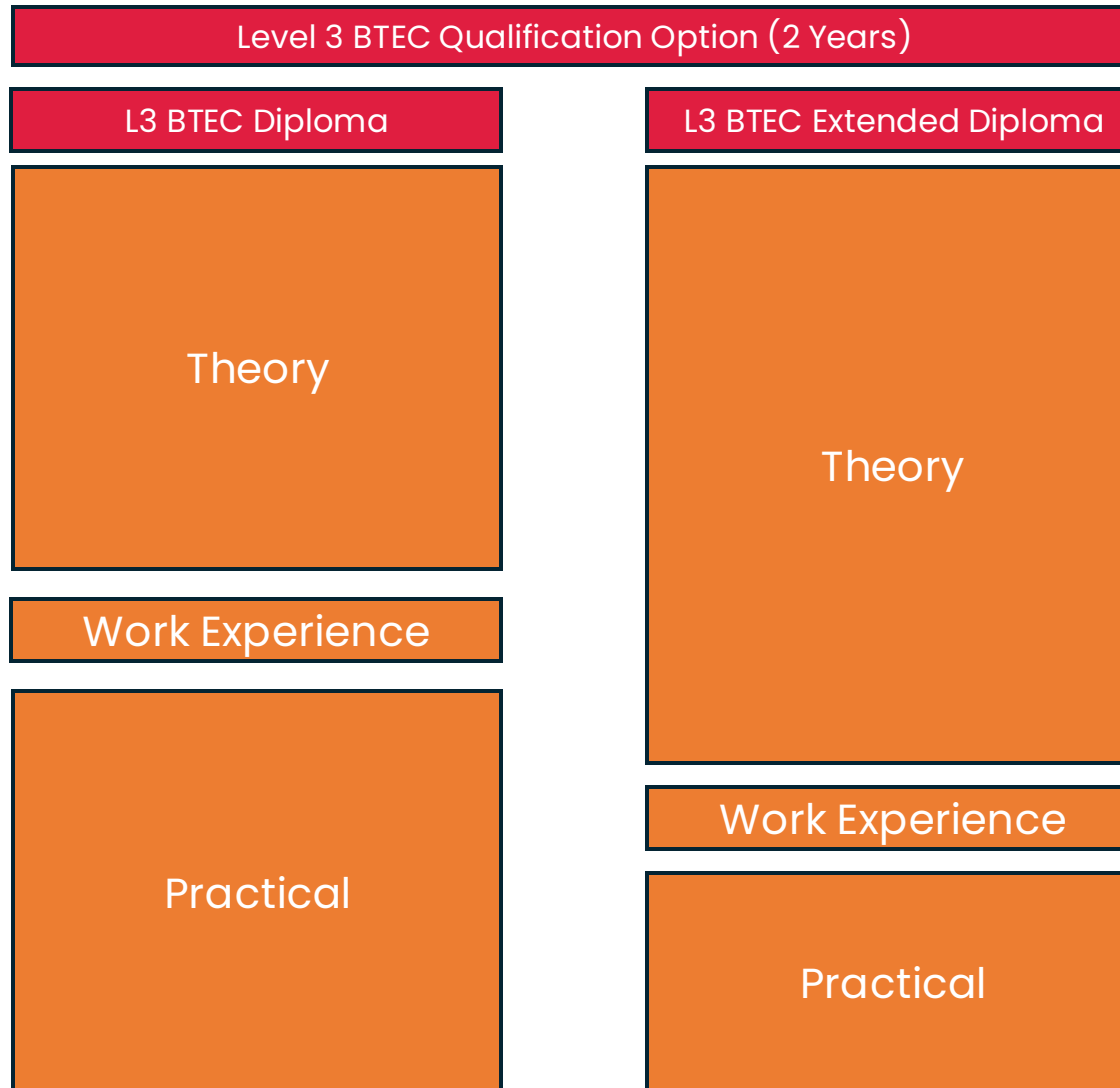 Level 3 BTEC Qualification Option (2 Years)
L3 BTEC Diploma
Theory
Work Experience
Practical
L3 BTEC Extended Diploma
Theory
Work Experience
Practical